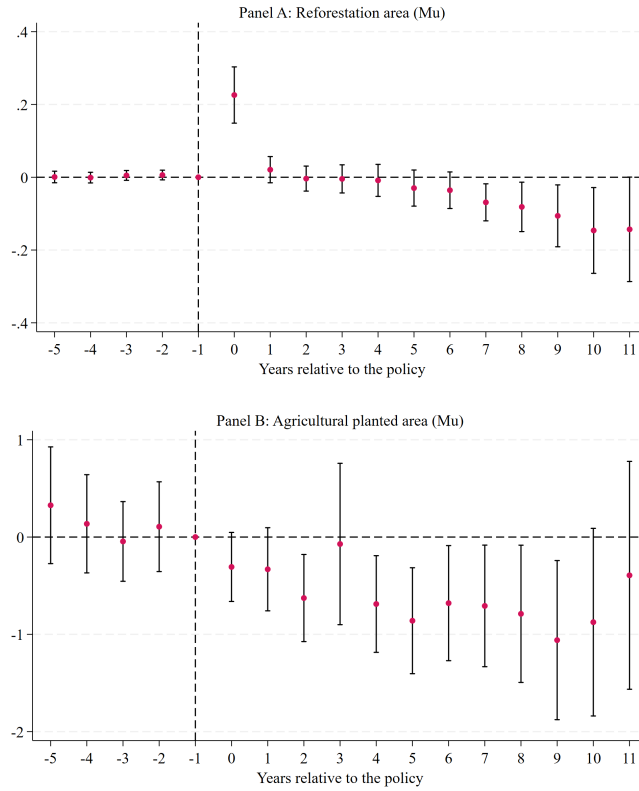 Panel A: Reforestation area (Mu)
.4
.2
0
-.2
-.4
-5 -4 -3 -2 -1 0 1 2 3 4 5 6 7 8 9 10 11
Years relative to the policy
Panel B: Agricultural planted area (Mu)
1
0
-1
-2
-5 -4 -3 -2 -1 0 1 2 3 4 5 6 7 8 9 10 11
Years relative to the policy